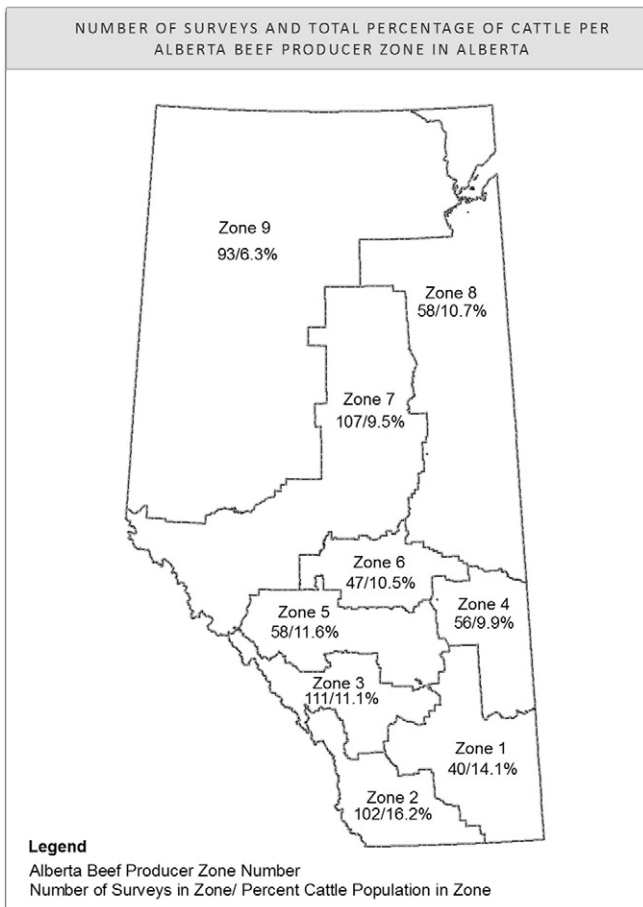 NUMBER OF SURVEYS AND TOTAL PERCENTAGE OF CATTLE PER
ALBERTA BEEF PRODUCER ZONE IN ALBERTA
Zone 9
93/6.3%
Zone 8
58/10.7%
Zone 7
107/9.5%
Zone 6
47/10.5%
Zone 4
56/9.9%
Zone 5
58/11.6%
Zone 3
111/11.1%
Zone 1
40/14.1%
Zone 2
102/16.2%
Legend
Alberta Beef Producer Zone Number
Number of Surveys in Zone/ Percent Cattle Population in Zone